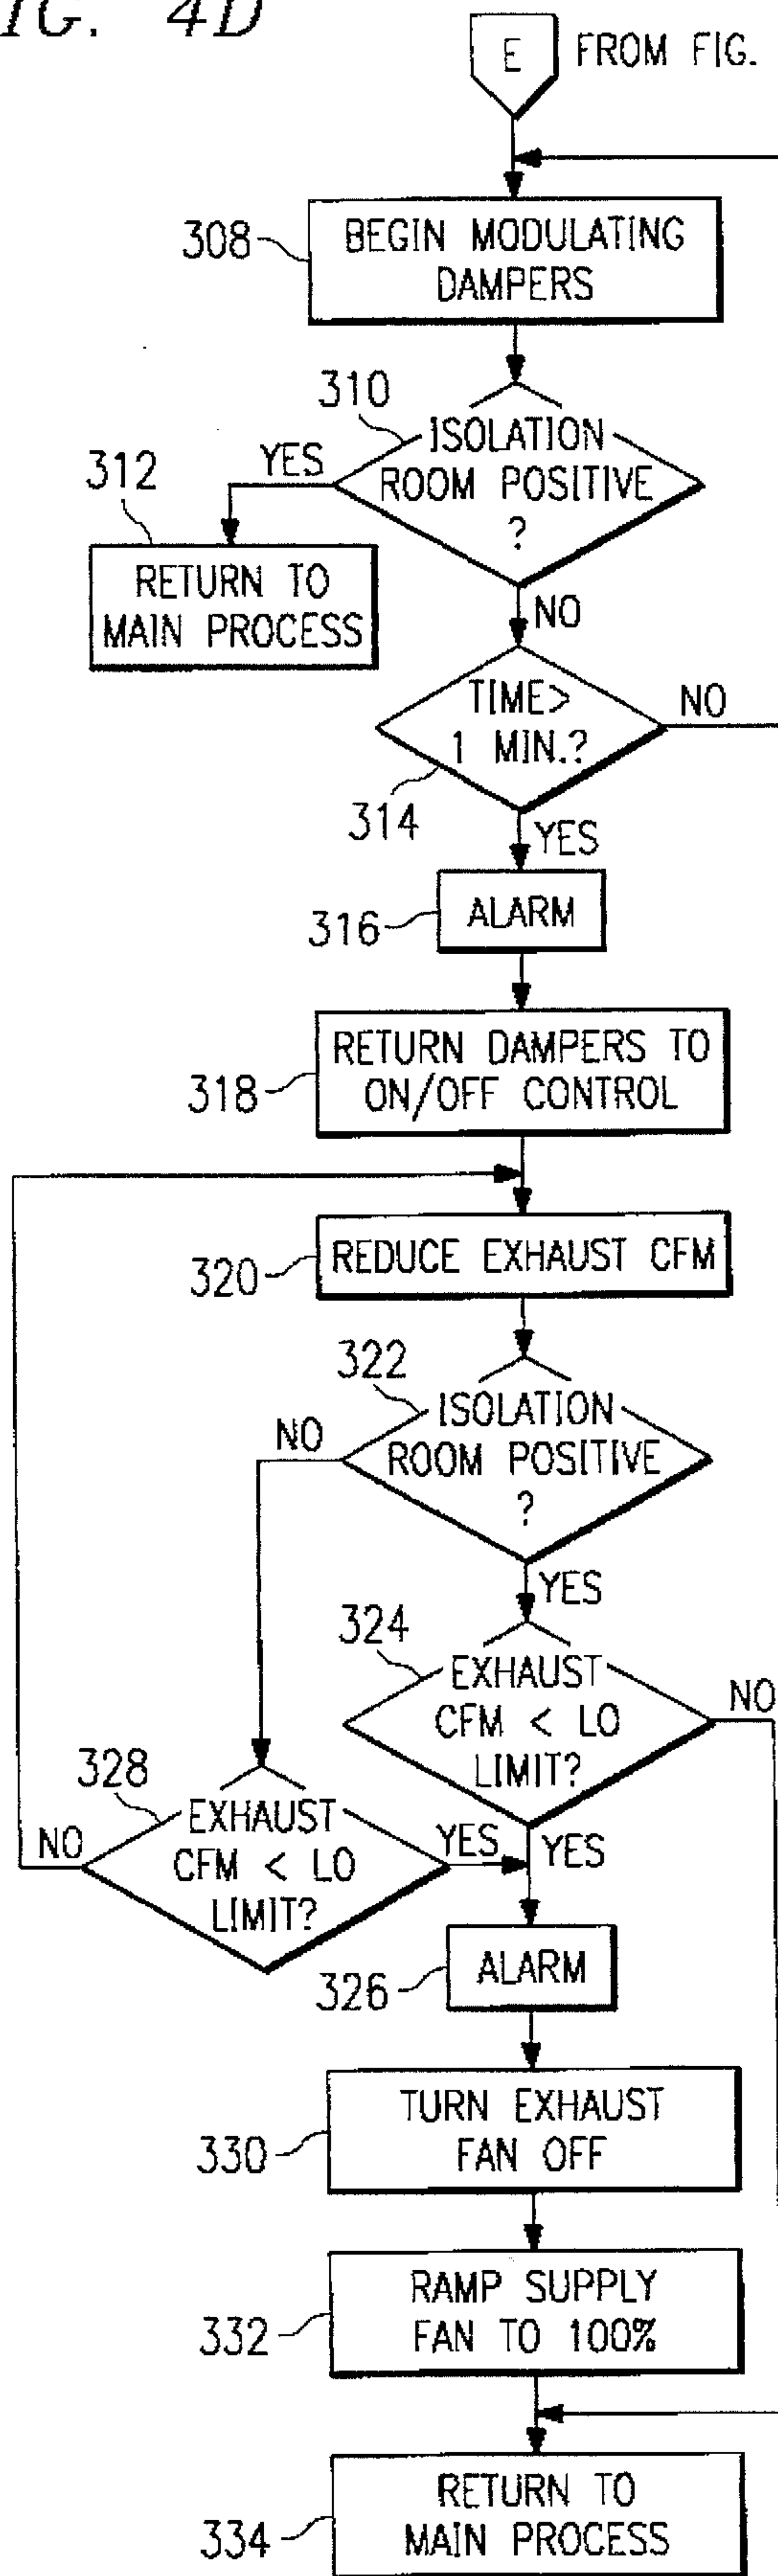 IG. 4D
E
FROM FIG.
308
BEGIN MODULATING
DAMPERS
310
ISOLATION
ROOM POSITIVE
?
YES
312
RETURN TO
MAIN PROCESS
NO
TIME>
1 MIN.?
NO
314
YES
316
ALARM
318
RETURN DAMPERS TO
ON/OFF CONTROL
320
REDUCE EXHAUST CFM
322
ISOLATION
ROOM POSITIVE
?
NO
YES
324
EXHAUST
CFM < LO
LIMIT?
NO
328
EXHAUST
CFM < LO
LIMIT?
NO
YES
YES
326
ALARM
330
TURN EXHAUST
FAN OFF
332
RAMP SUPPLY
FAN TO 100%
334
RETURN TO
MAIN PROCESS